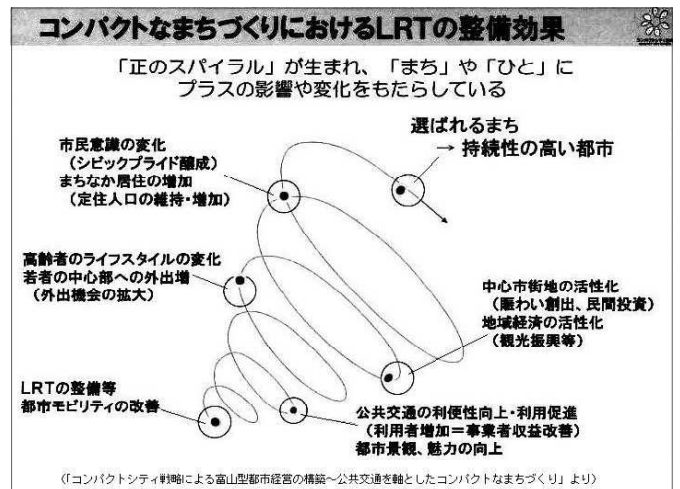 コンパクトなまちづくりにおけるLRTの整備効果
「正のスパイラル」が生まれ、「まち」や「ひと」に
プラスの影響や変化をもたらしている
選ばれるまち
→ 持続性の高い都市
市民意識の変化
(シビックプライド醸成)
まちなか居住の増加
(定住人口の維持・増加)
高齢者のライフスタイルの変化
若者の中心部への外出増
(外出機会の拡大)
中心市街地の活性化
(賑わい創出、民間投資)
地域経済の活性化
(観光振興等)
LRTの整備等
都市モビリティの改善
公共交通の利便性向上・利用促進
(利用者増加=事業者収益改善)
都市景観、魅力の向上
(「コンパクトシティ戦略による富山型都市経営の構築~公共交通を軸としたコンパクトなまちづくり」より)